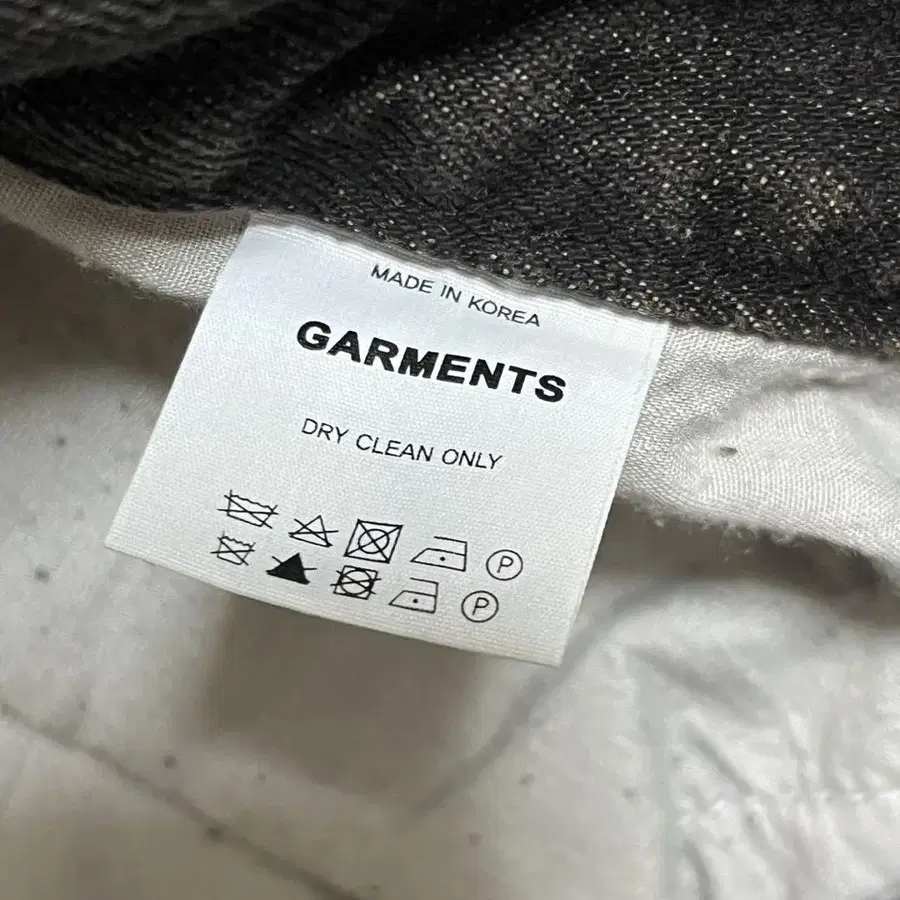 MADE IN KOREA
GARMENTS
DRY CLEAN ONLY
P
P